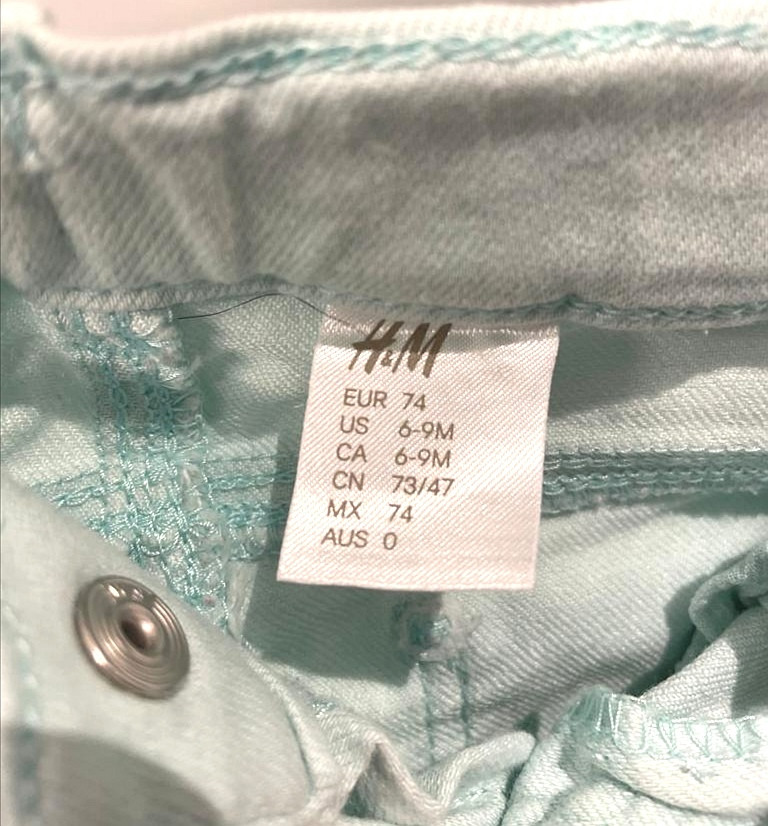 H&M
EUR 74
US 6-9M
CA 6-9M
CN 73/47
MX 74
AUS 0